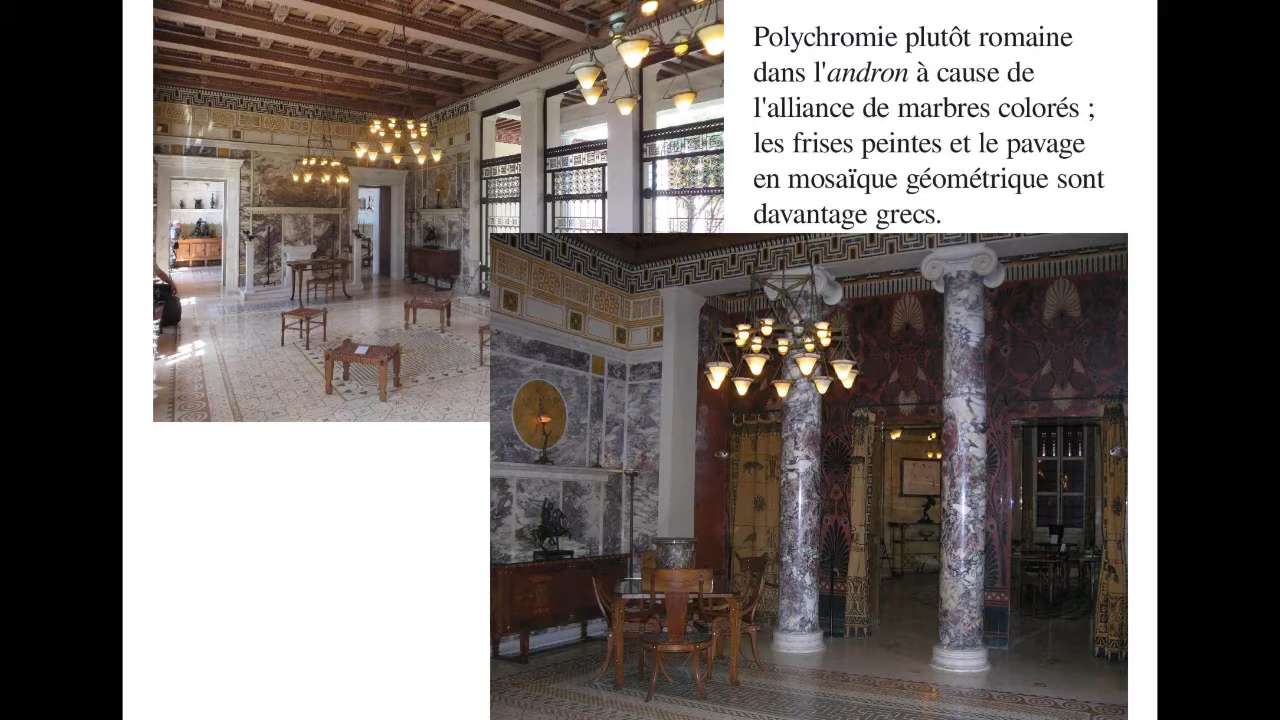 Polychromie plutôt romaine
dans l'andron à cause de
l'alliance de marbres colorés ;
les frises peintes et le pavage
en mosaïque géométrique sont
davantage grecs.